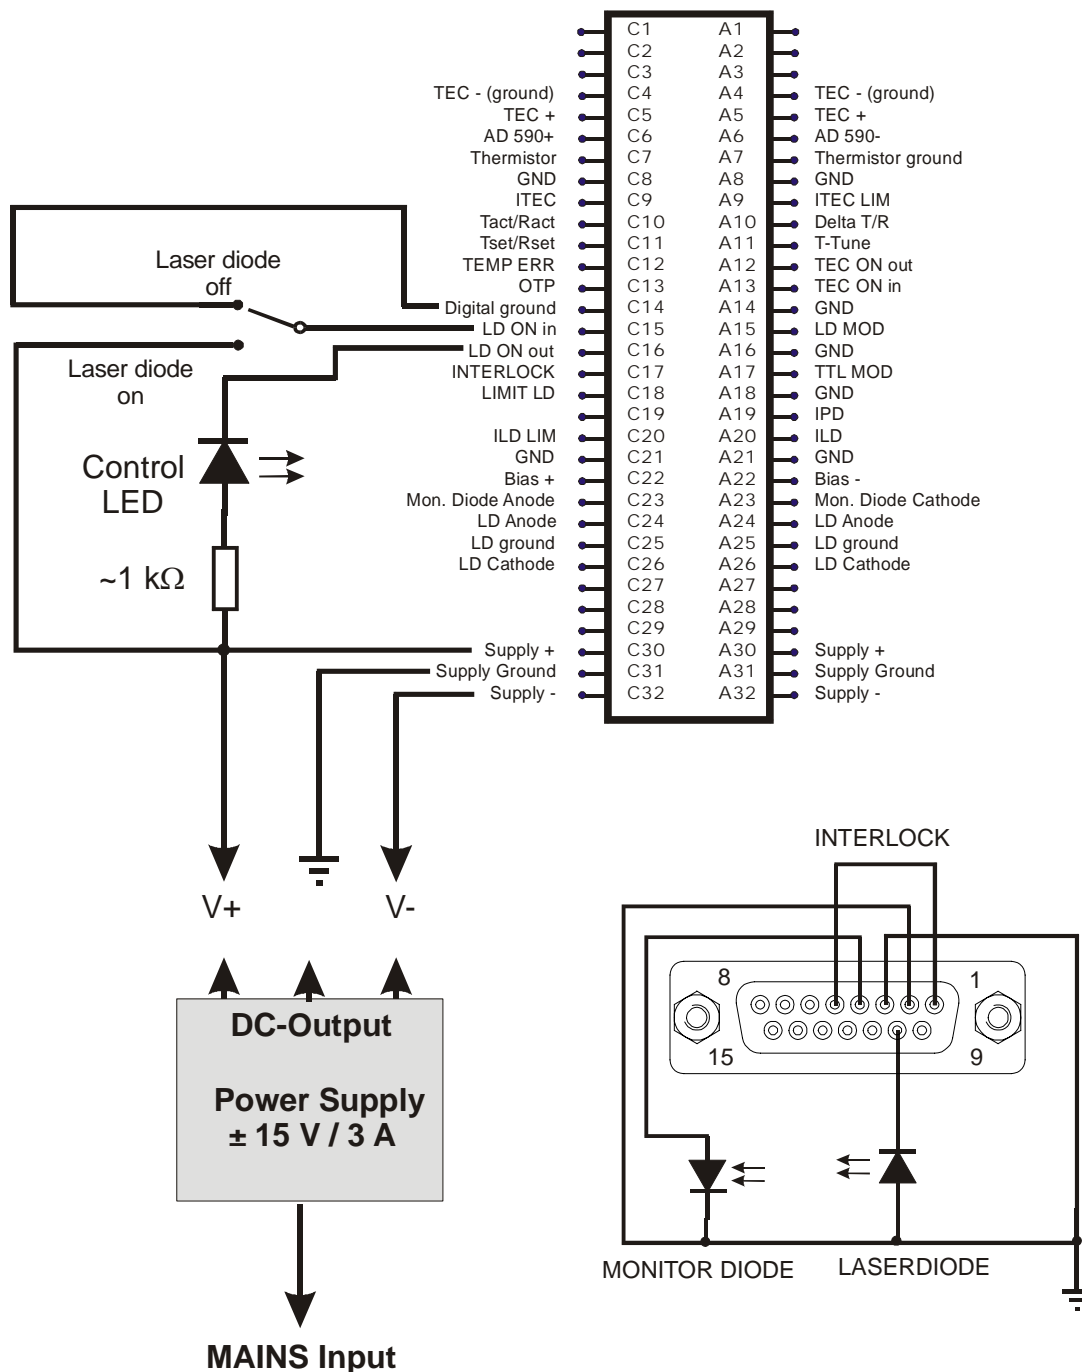 C1 A1
C2 A2
C3 A3
TEC - (ground) C4 A4 TEC - (ground)
TEC + C5 A5 TEC +
AD 590+ C6 A6 AD 590-
Thermistor C7 A7 Thermistor ground
GND C8 A8 GND
ITEC C9 A9 ITEC LIM
Tact/Ract C10 A10 Delta T/R
Tset/Rset C11 A11 T-Tune
TEMP ERR C12 A12 TEC ON out
OTP C13 A13 TEC ON in
Digital ground C14 A14 GND
LD ON in C15 A15 LD MOD
LD ON out C16 A16 GND
INTERLOCK C17 A17 TTL MOD
LIMIT LD C18 A18 GND
C19 A19 IPD
ILD LIM C20 A20 ILD
GND C21 A21 GND
Bias + C22 A22 Bias -
Mon. Diode Anode C23 A23 Mon. Diode Cathode
LD Anode C24 A24 LD Anode
LD ground C25 A25 LD ground
LD Cathode C26 A26 LD Cathode
C27 A27
C28 A28
C29 A29
Supply + C30 A30 Supply +
Supply Ground C31 A31 Supply Ground
Supply - C32 A32 Supply -
Laser diode
off
Laser diode
on
Control
LED
~1 kΩ
V+ V-
DC-Output
Power Supply
± 15 V / 3 A
MAINS Input
INTERLOCK
8 1
15 9
MONITOR DIODE LASERDIODE